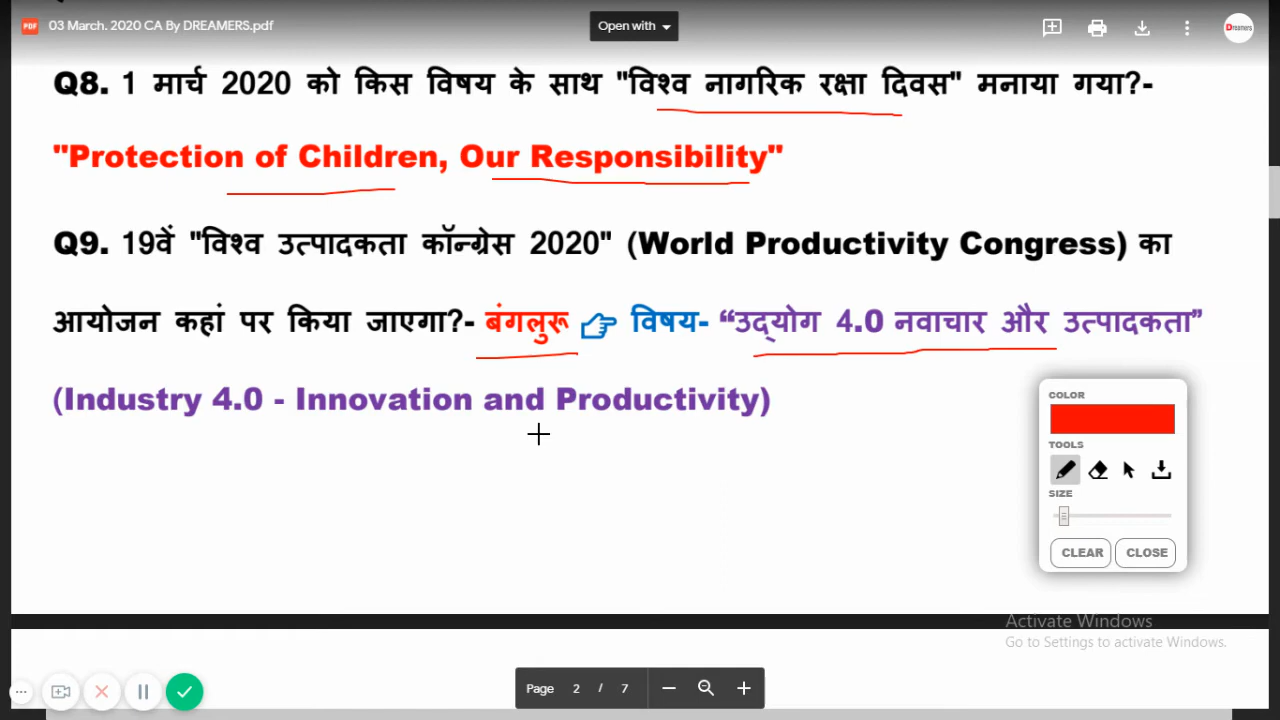 03 March. 2020 CA By DREAMERS.pdf
Open with
Dreamers
Q8. 1 मार्च 2020 को किस विषय के साथ "विश्व नागरिक रक्षा दिवस" मनाया गया?-
"Protection of Children, Our Responsibility"
Q9. 19वें "विश्व उत्पादकता कॉन्ग्रेस 2020" (World Productivity Congress) का
आयोजन कहां पर किया जाएगा?- बंगलुरू 👉 विषय- “उद्योग 4.0 नवाचार और उत्पादकता”
(Industry 4.0 - Innovation and Productivity)
COLOR
TOOLS
SIZE
CLEAR CLOSE
Activate Windows
Go to Settings to activate Windows.
Page 2 / 7